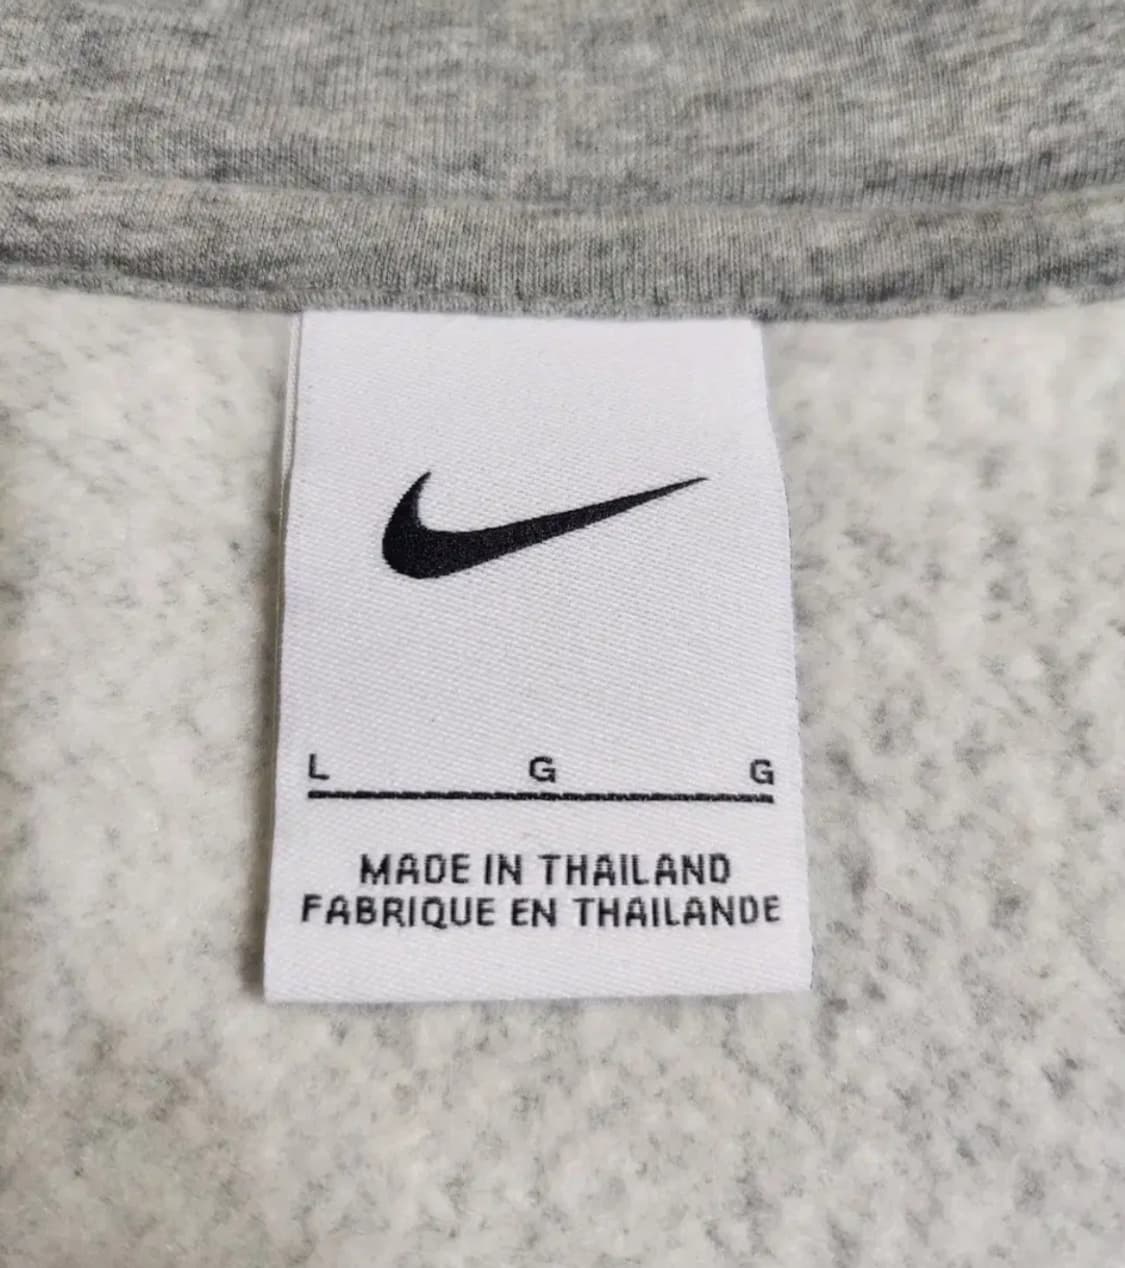 L G G
MADE IN THAILAND
FABRIQUE EN THAILANDE